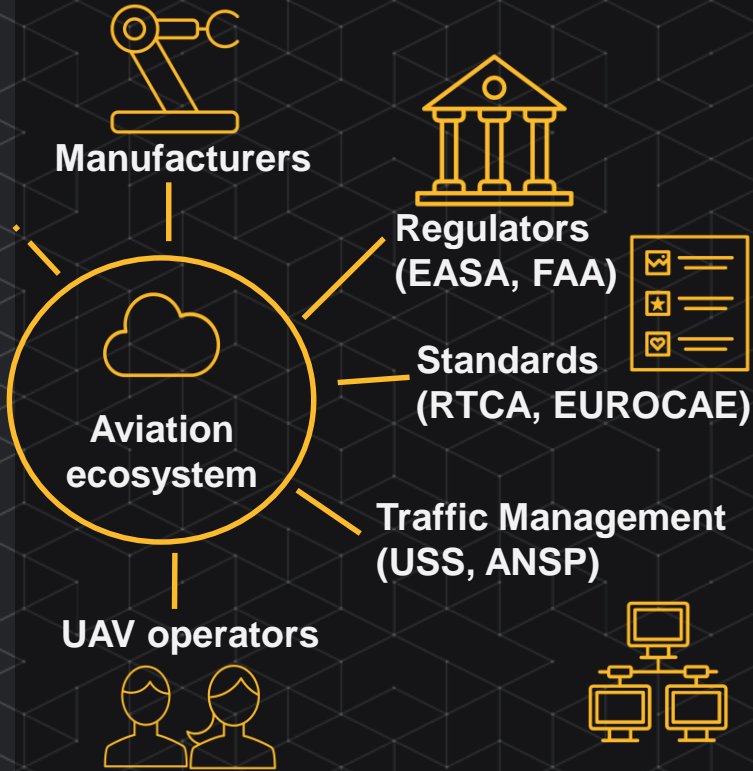 Manufacturers
Regulators
(EASA, FAA)
Standards
(RTCA, EUROCAE)
Aviation
ecosystem
Traffic Management
(USS, ANSP)
UAV operators